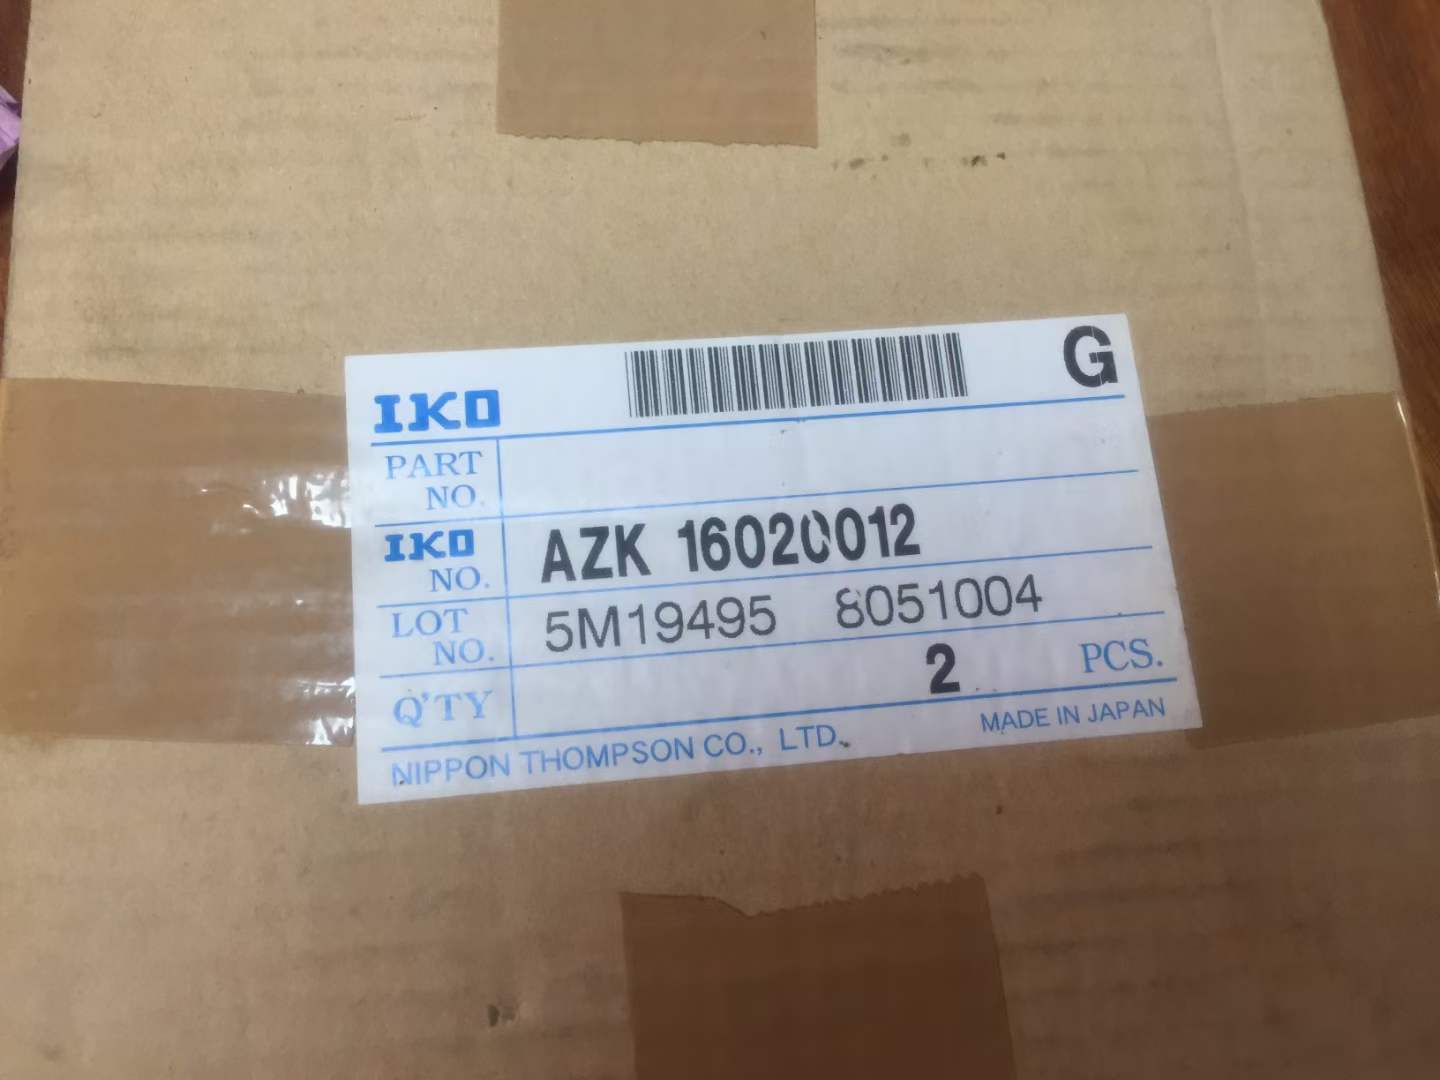 IKO
G
PART NO.
IKO NO. AZK 16020012
LOT NO. 5M19495 8051004
Q'TY 2 PCS.
NIPPON THOMPSON CO., LTD. MADE IN JAPAN